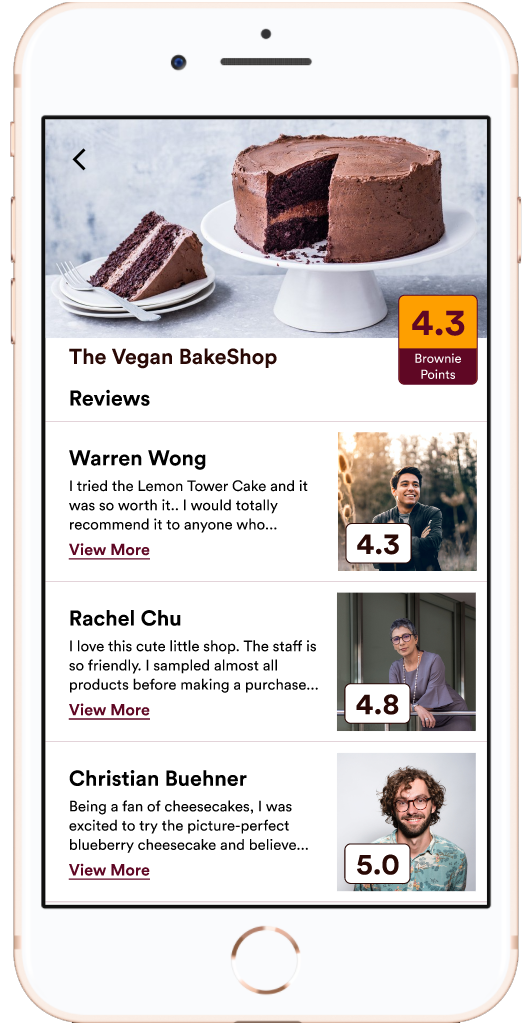 4.3
Brownie
Points
The Vegan BakeShop
Reviews
Warren Wong
I tried the Lemon Tower Cake and it
was so worth it.. I would totally
recommend it to anyone who...
View More
4.3
Rachel Chu
I love this cute little shop. The staff is
so friendly. I sampled almost all
products before making a purchase...
View More
4.8
Christian Buehner
Being a fan of cheesecakes, I was
excited to try the picture-perfect
blueberry cheesecake and believe...
View More
5.0